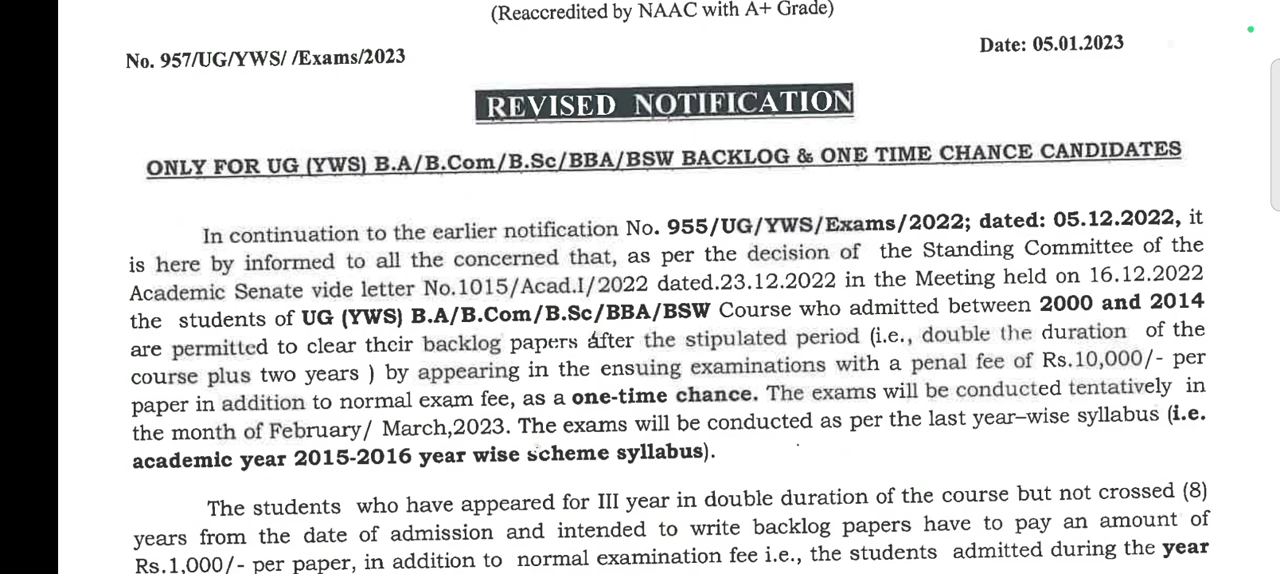 (Reaccredited by NAAC with A+ Grade)
No. 957/UG/YWS/ /Exams/2023
Date: 05.01.2023
REVISED NOTIFICATION
ONLY FOR UG (YWS) B.A/B.Com/B.Sc/BBA/BSW BACKLOG & ONE TIME CHANCE CANDIDATES
In continuation to the earlier notification No. 955/UG/YWS/Exams/2022; dated: 05.12.2022, it
is here by informed to all the concerned that, as per the decision of the Standing Committee of the
Academic Senate vide letter No.1015/Acad.I/2022 dated.23.12.2022 in the Meeting held on 16.12.2022
the students of UG (YWS) B.A/B.Com/B.Sc/BBA/BSW Course who admitted between 2000 and 2014
are permitted to clear their backlog papers after the stipulated period (i.e., double the duration of the
course plus two years ) by appearing in the ensuing examinations with a penal fee of Rs.10,000/- per
paper in addition to normal exam fee, as a one-time chance. The exams will be conducted tentatively in
the month of February/ March,2023. The exams will be conducted as per the last year–wise syllabus (i.e.
academic year 2015-2016 year wise scheme syllabus).
The students who have appeared for III year in double duration of the course but not crossed (8)
years from the date of admission and intended to write backlog papers have to pay an amount of
Rs.1,000/- per paper, in addition to normal examination fee i.e., the students admitted during the year